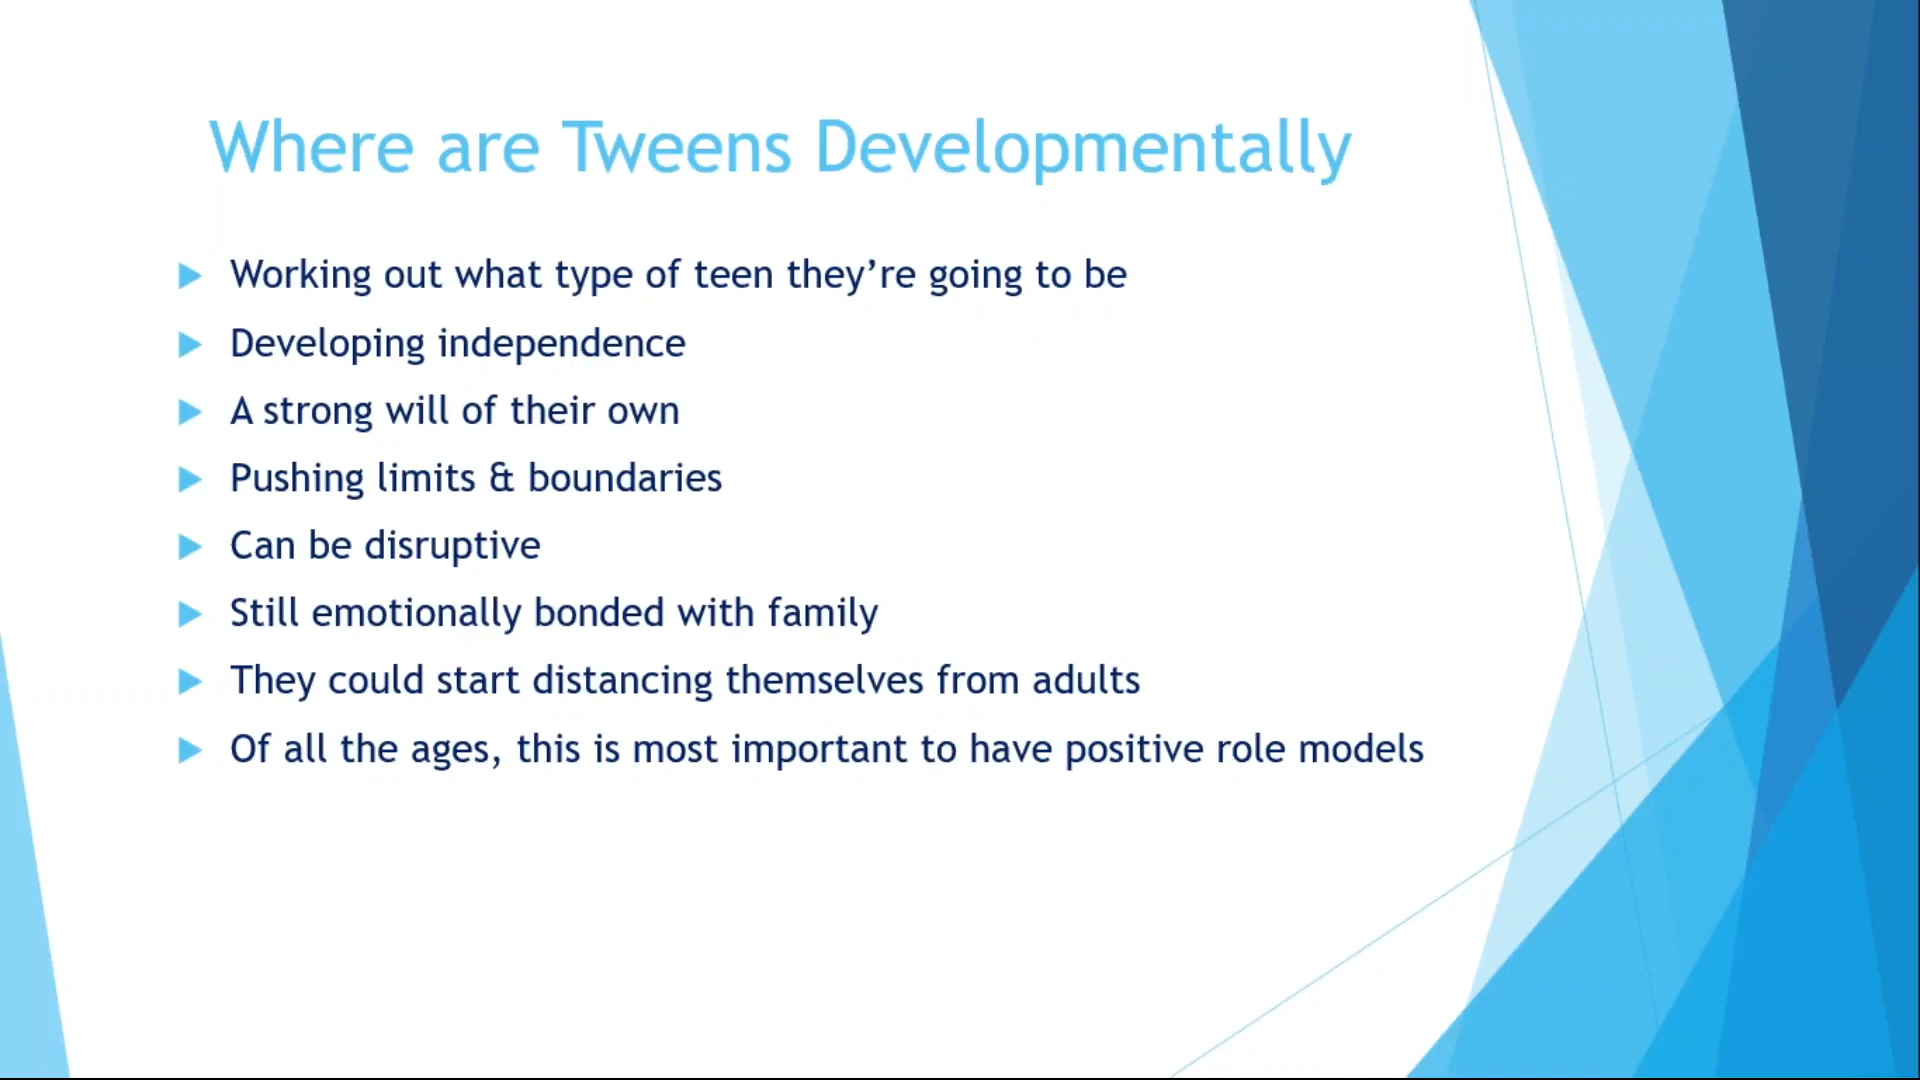 Where are Tweens Developmentally
Working out what type of teen they’re going to be
Developing independence
A strong will of their own
Pushing limits & boundaries
Can be disruptive
Still emotionally bonded with family
They could start distancing themselves from adults
Of all the ages, this is most important to have positive role models